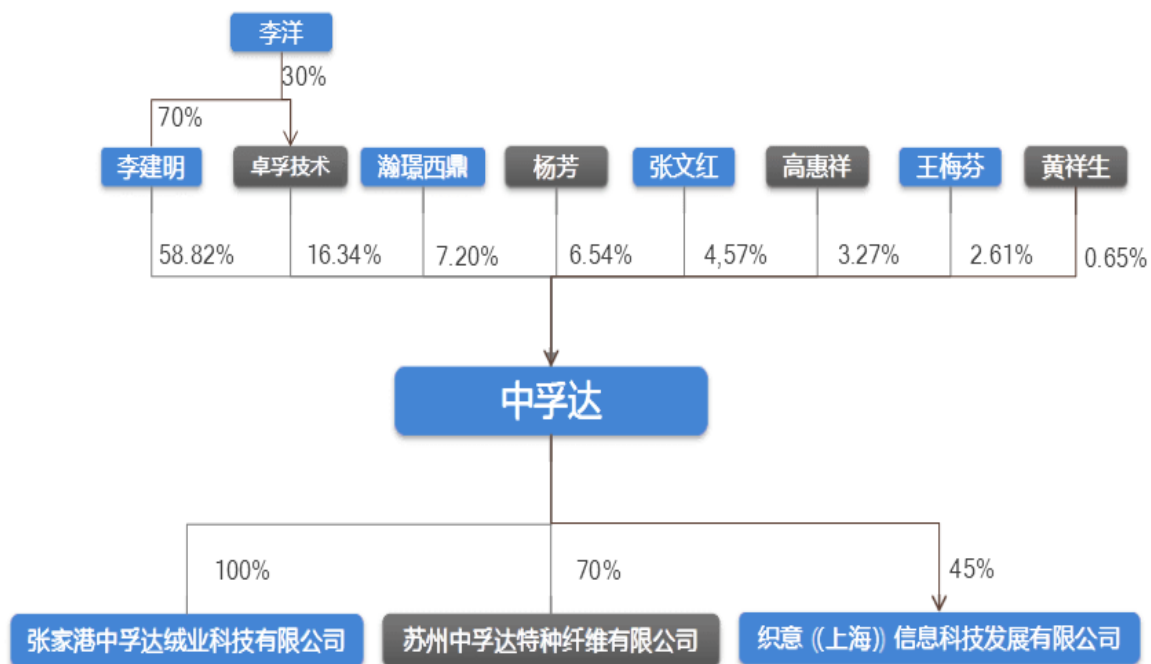 李洋
30%
70%
李建明
卓孚技术
瀚璟西鼎
杨芳
张文红
高惠祥
王梅芬
黄祥生
58.82%
16.34%
7.20%
6.54%
4,57%
3.27%
2.61%
0.65%
中孚达
100%
70%
45%
张家港中孚达绒业科技有限公司
苏州中孚达特种纤维有限公司
织意 ((上海)) 信息科技发展有限公司